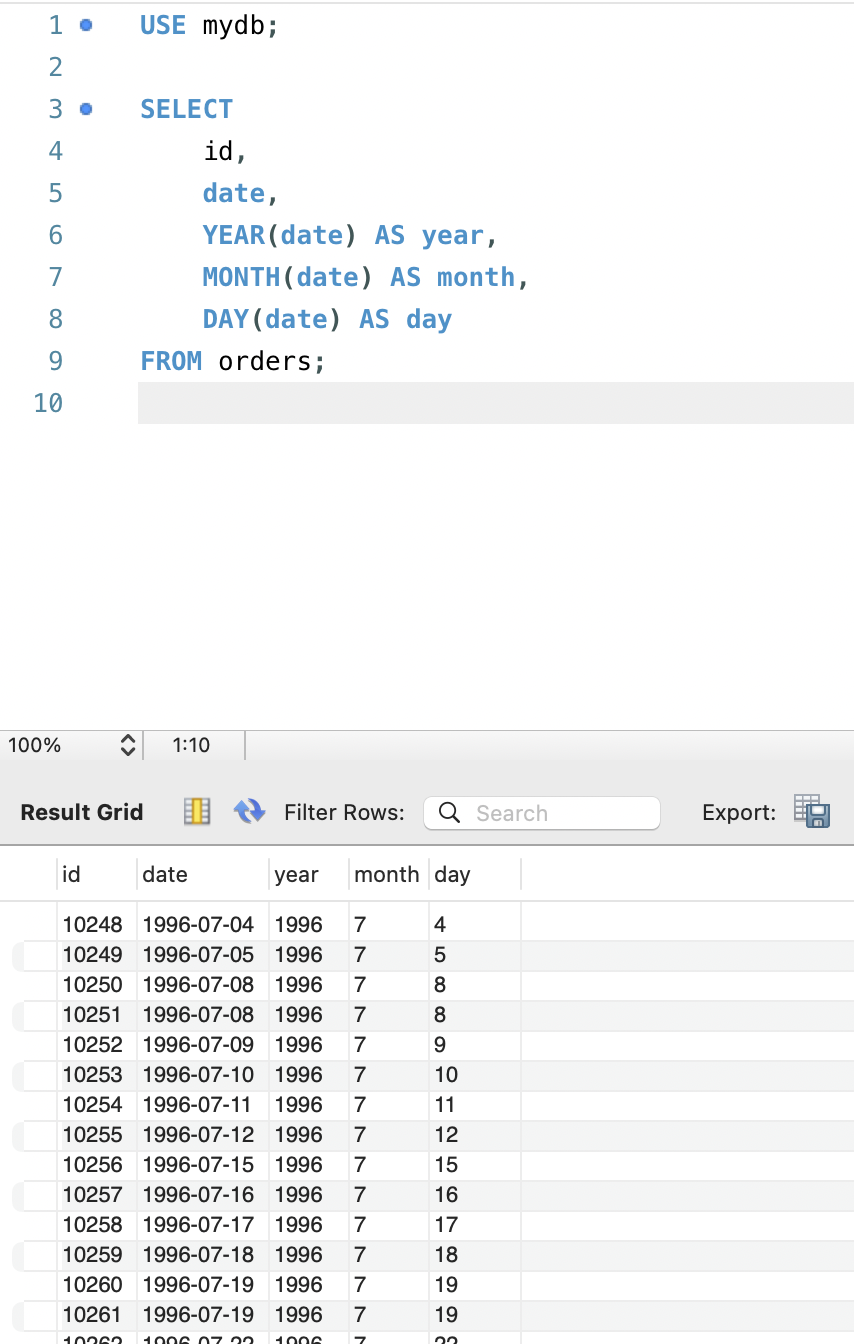 1 USE mydb;
2
3 SELECT
4 id,
5 date,
6 YEAR(date) AS year,
7 MONTH(date) AS month,
8 DAY(date) AS day
9 FROM orders;
10
100% 1:10
Result Grid Filter Rows: Search Export:
id date year month day
10248 1996-07-04 1996 7 4
10249 1996-07-05 1996 7 5
10250 1996-07-08 1996 7 8
10251 1996-07-08 1996 7 8
10252 1996-07-09 1996 7 9
10253 1996-07-10 1996 7 10
10254 1996-07-11 1996 7 11
10255 1996-07-12 1996 7 12
10256 1996-07-15 1996 7 15
10257 1996-07-16 1996 7 16
10258 1996-07-17 1996 7 17
10259 1996-07-18 1996 7 18
10260 1996-07-19 1996 7 19
10261 1996-07-19 1996 7 19